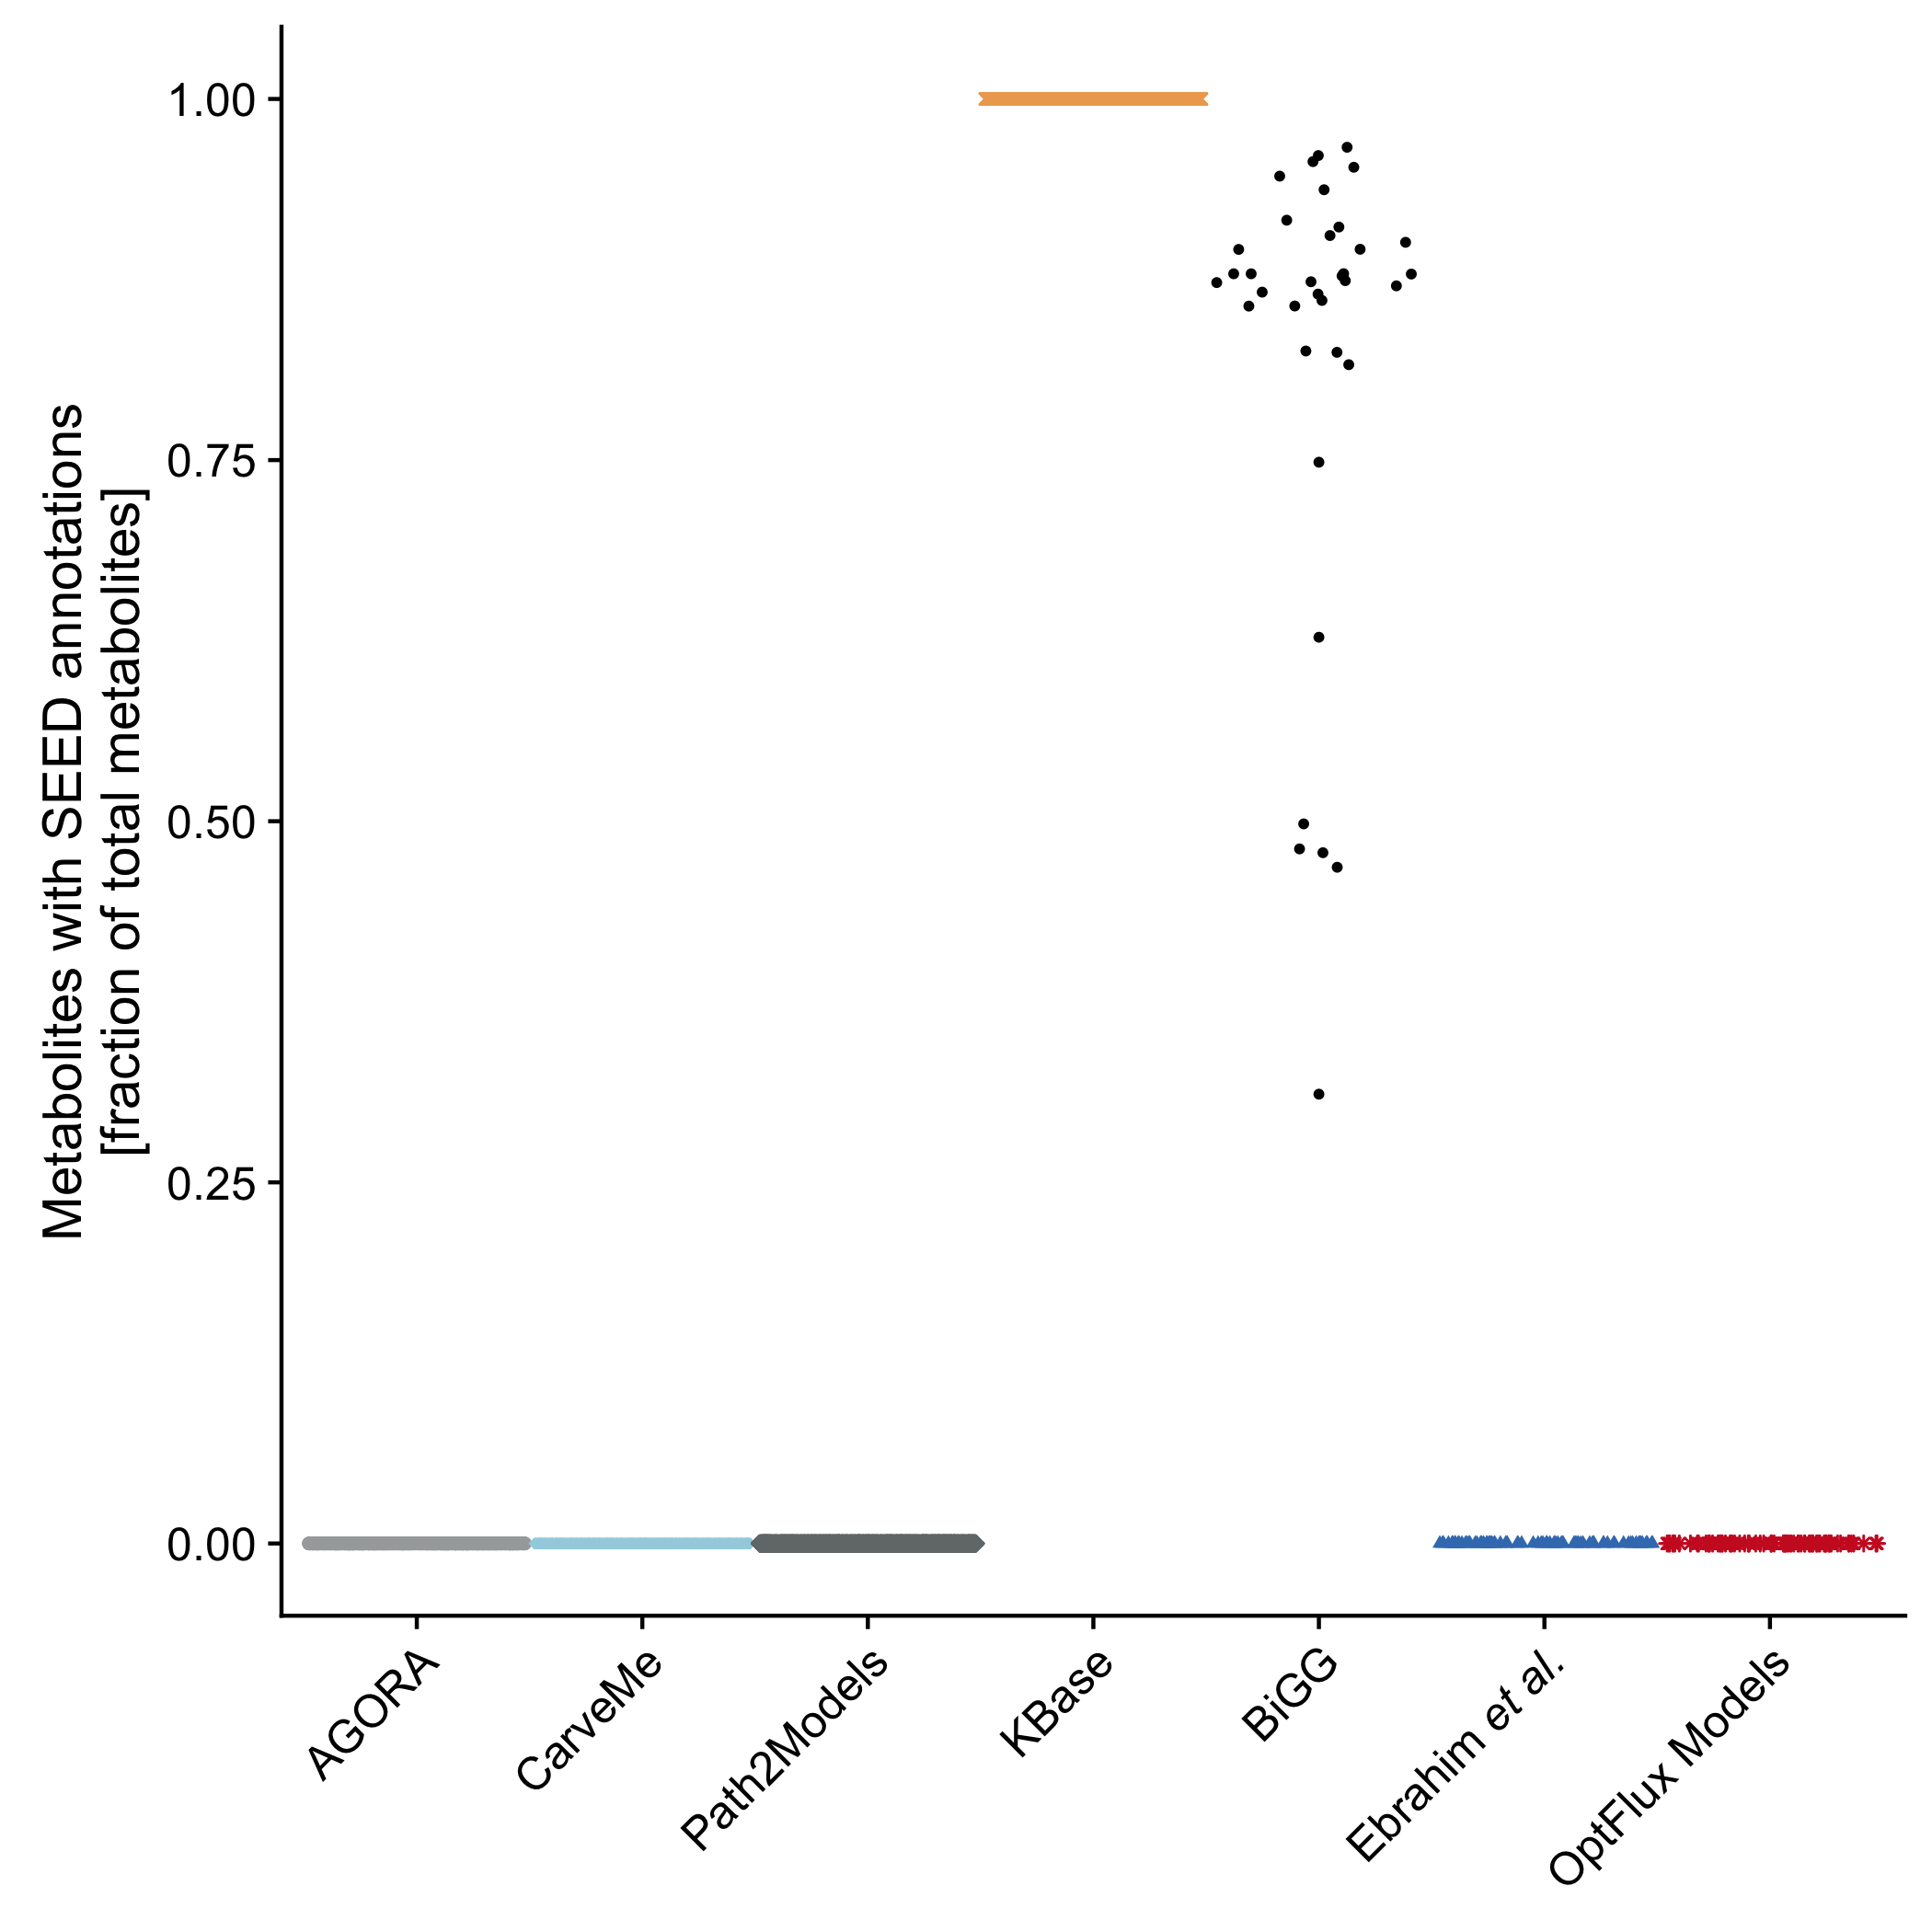 Metabolites with SEED annotations
[fraction of total metabolites]
1.00
0.75
0.50
0.25
0.00
AGORA
CarveMe
Path2Models
KBase
BiGG
Ebrahim et al.
OptFlux Models